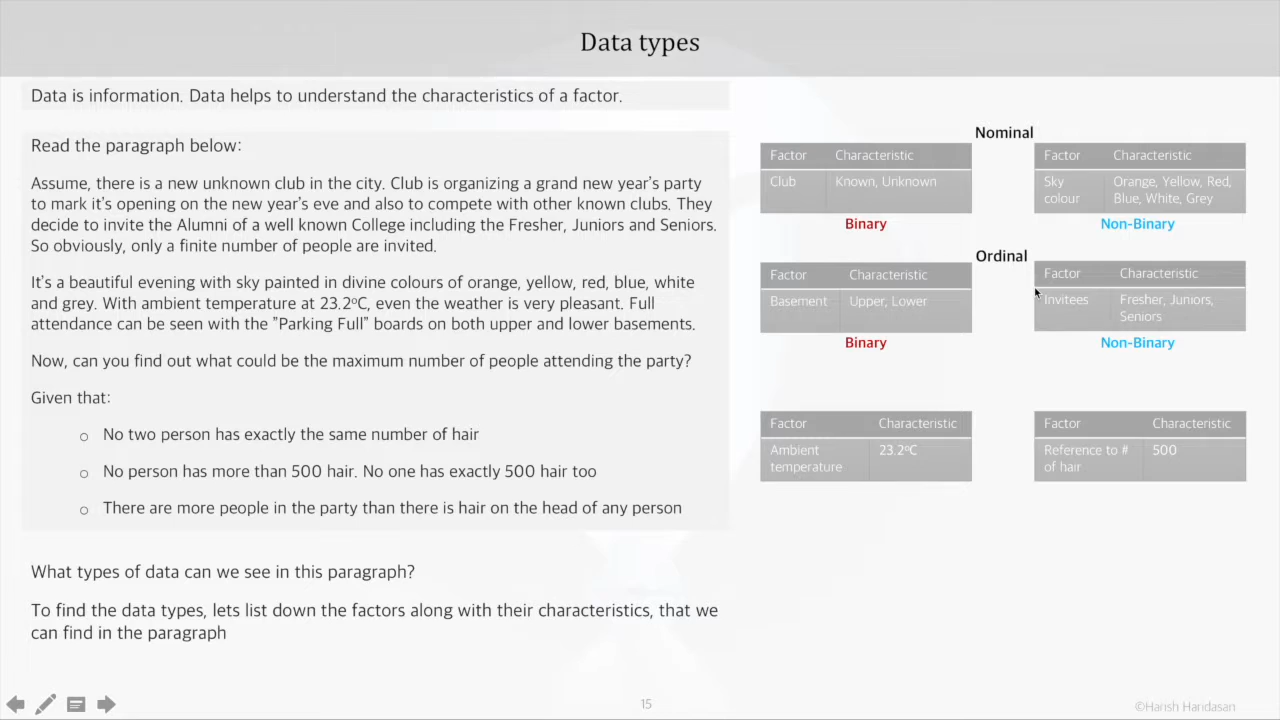 Data types
Data is information. Data helps to understand the characteristics of a factor.
Read the paragraph below:
Assume, there is a new unknown club in the city. Club is organizing a grand new year's party
to mark it's opening on the new year's eve and also to compete with other known clubs. They
decide to invite the Alumni of a well known College including the Fresher, Juniors and Seniors.
So obviously, only a finite number of people are invited.
It's a beautiful evening with sky painted in divine colours of orange, yellow, red, blue, white
and grey. With ambient temperature at 23.2ºC, even the weather is very pleasant. Full
attendance can be seen with the "Parking Full" boards on both upper and lower basements.
Now, can you find out what could be the maximum number of people attending the party?
Given that:
o No two person has exactly the same number of hair
o No person has more than 500 hair. No one has exactly 500 hair too
o There are more people in the party than there is hair on the head of any person
What types of data can we see in this paragraph?
To find the data types, lets list down the factors along with their characteristics, that we
can find in the paragraph
Nominal
Factor Characteristic
Club Known, Unknown
Binary
Factor Characteristic
Sky Orange, Yellow, Red,
colour Blue, White, Grey
Non-Binary
Ordinal
Factor Characteristic
Basement Upper, Lower
Binary
Factor Characteristic
Invitees Fresher, Juniors,
Seniors
Non-Binary
Factor Characteristic
Ambient 23.2ºC
temperature
Factor Characteristic
Reference to # 500
of hair
15
©Harish Haridasan